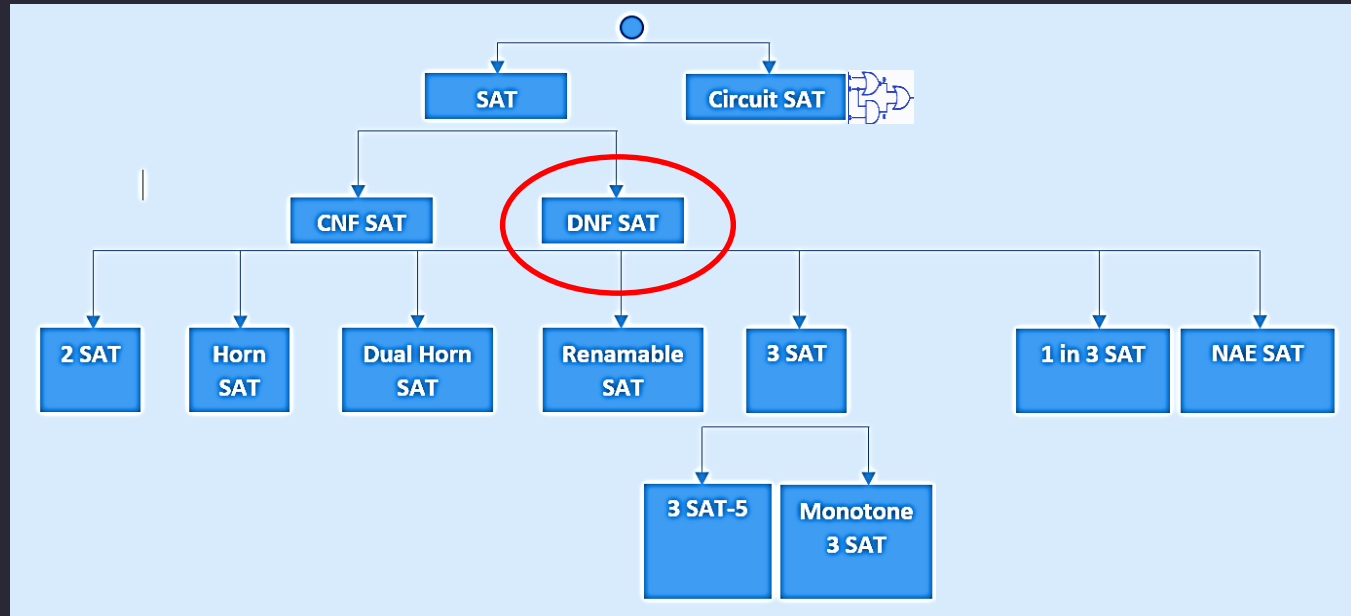 SAT
Circuit SAT
CNF SAT
DNF SAT
2 SAT
Horn
SAT
Dual Horn
SAT
Renamable
SAT
3 SAT
1 in 3 SAT
NAE SAT
3 SAT-5
Monotone
3 SAT